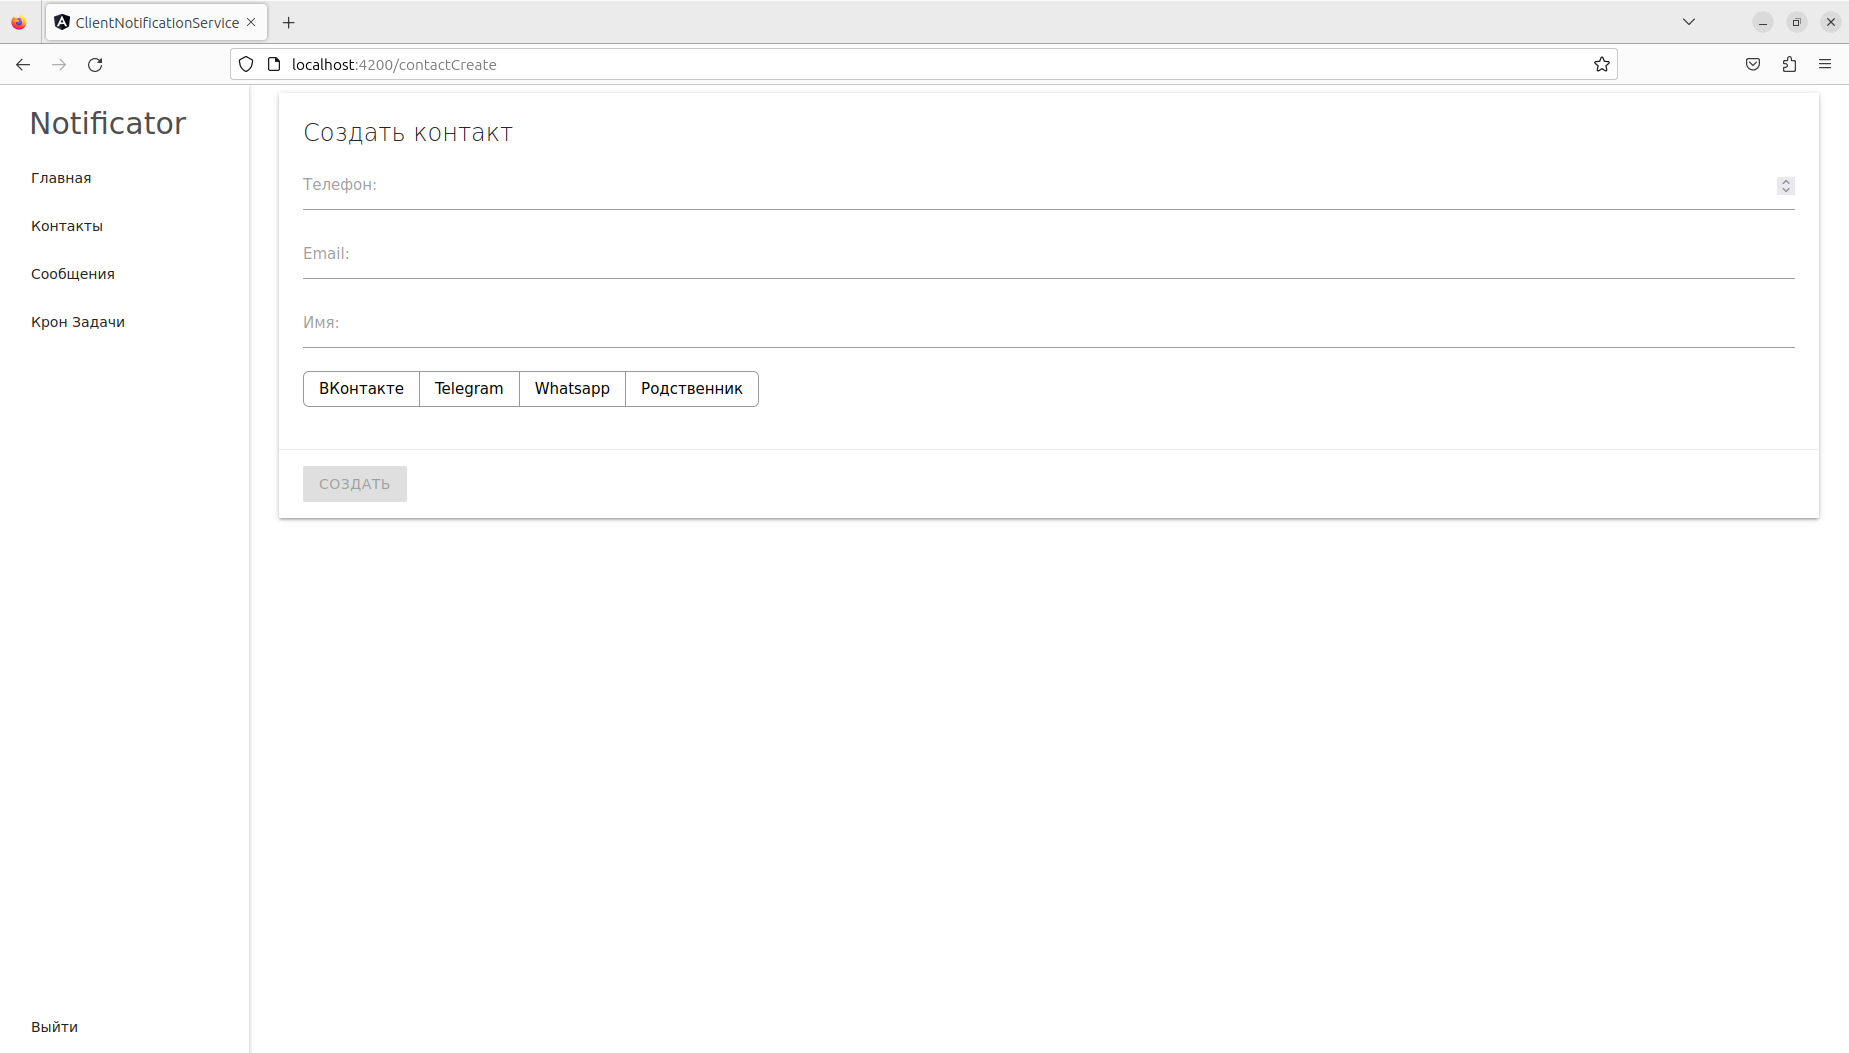 ClientNotificationService
localhost:4200/contactCreate
Notificator
Главная
Контакты
Сообщения
Крон Задачи
Выйти
Создать контакт
Телефон:
Email:
Имя:
ВКонтакте Telegram Whatsapp Родственник
СОЗДАТЬ